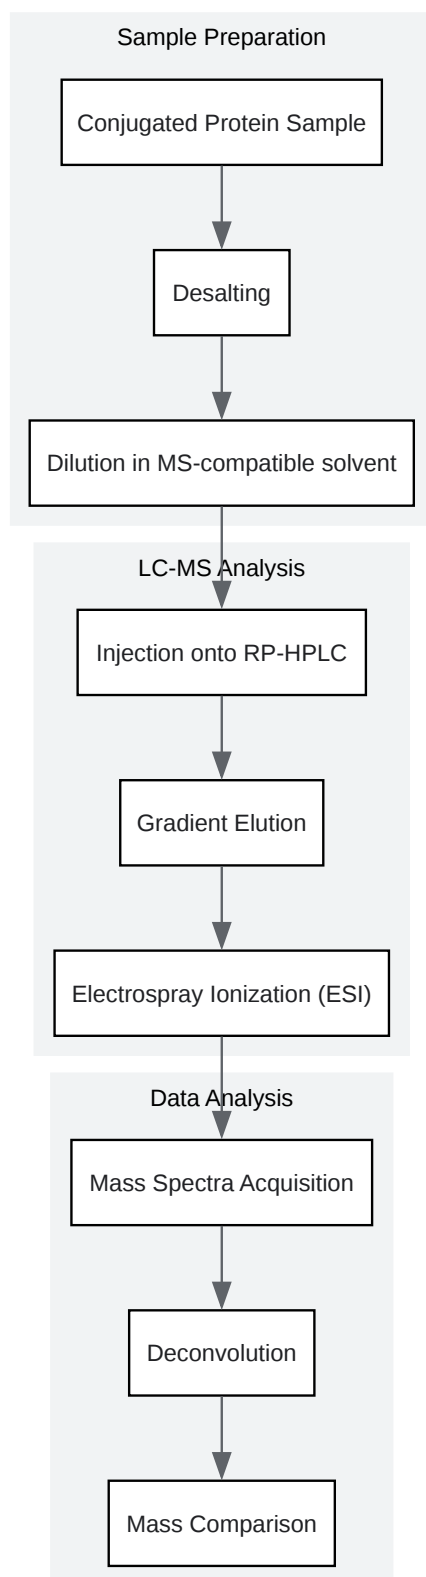 Sample Preparation
Conjugated Protein Sample
Desalting
Dilution in MS-compatible solvent
LC-MS Analysis
Injection onto RP-HPLC
Gradient Elution
Electrospray Ionization (ESI)
Data Analysis
Mass Spectra Acquisition
Deconvolution
Mass Comparison